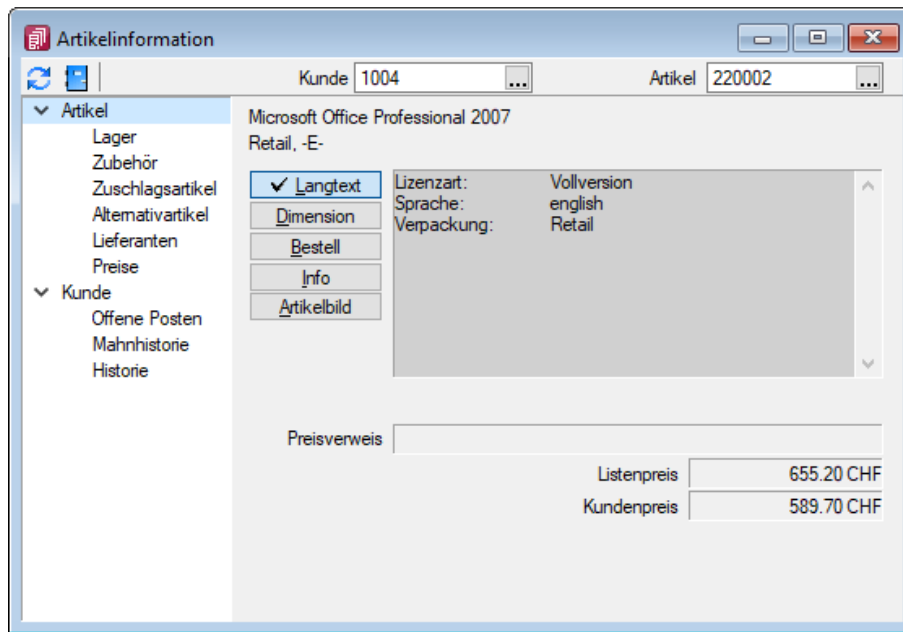 Artikelinformation
Kunde 1004 ... Artikel 220002 ...
Artikel
Lager
Zubehör
Zuschlagsartikel
Alternativartikel
Lieferanten
Preise
Kunde
Offene Posten
Mahnhistorie
Historie
Microsoft Office Professional 2007
Retail, -E-
Langtext
Dimension
Bestell
Info
Artikelbild
Lizenzart: Vollversion
Sprache: english
Verpackung: Retail
Preisverweis
Listenpreis 655.20 CHF
Kundenpreis 589.70 CHF